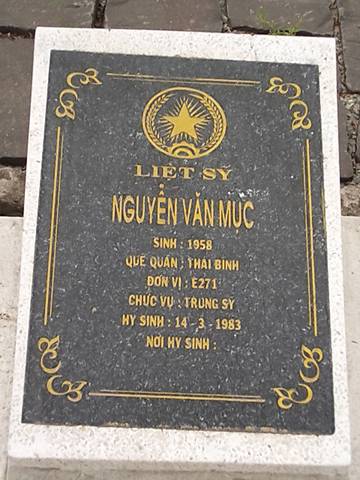 LIỆT SỸ
NGUYỄN VĂN MUC
SINH : 1958
QUÊ QUÁN : THÁI BÌNH
ĐƠN VỊ : E271
CHỨC VỤ : TRUNG SỸ
HY SINH : 14 - 3 - 1983
NƠI HY SINH :